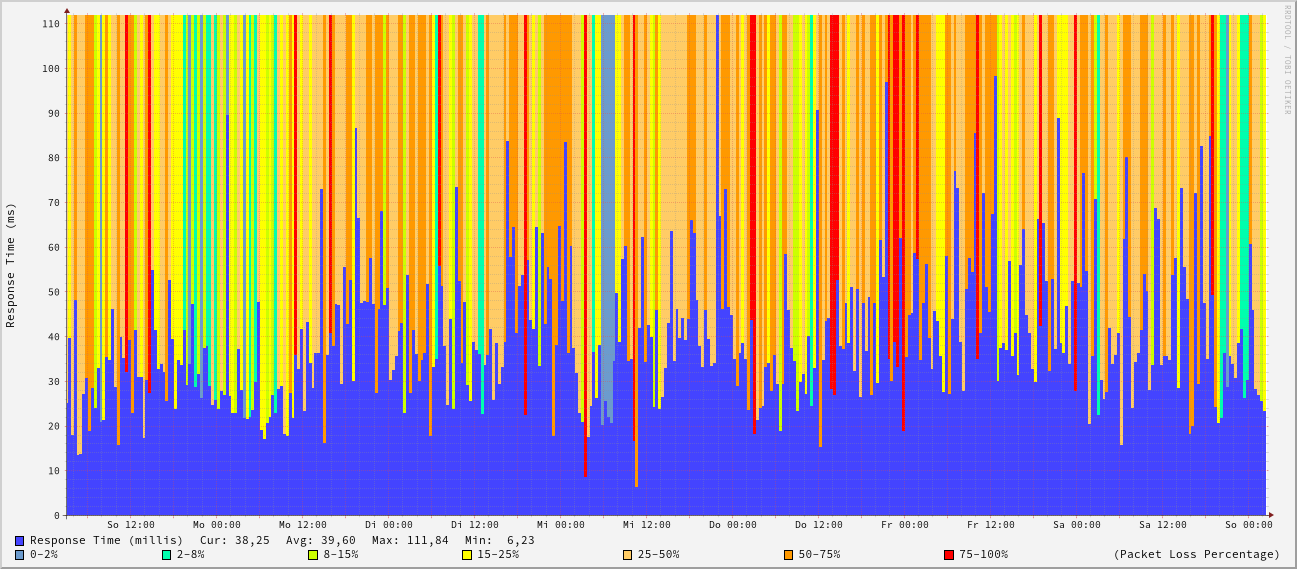 RRDTOOL / TOBI OETIKER
Response Time (ms)
110
100
90
80
70
60
50
40
30
20
10
0
So 12:00 Mo 00:00 Mo 12:00 Di 00:00 Di 12:00 Mi 00:00 Mi 12:00 Do 00:00 Do 12:00 Fr 00:00 Fr 12:00 Sa 00:00 Sa 12:00 So 00:00
Response Time (millis) Cur: 38,25 Avg: 39,60 Max: 111,84 Min: 6,23
0-2% 2-8% 8-15% 15-25% 25-50% 50-75% 75-100% (Packet Loss Percentage)